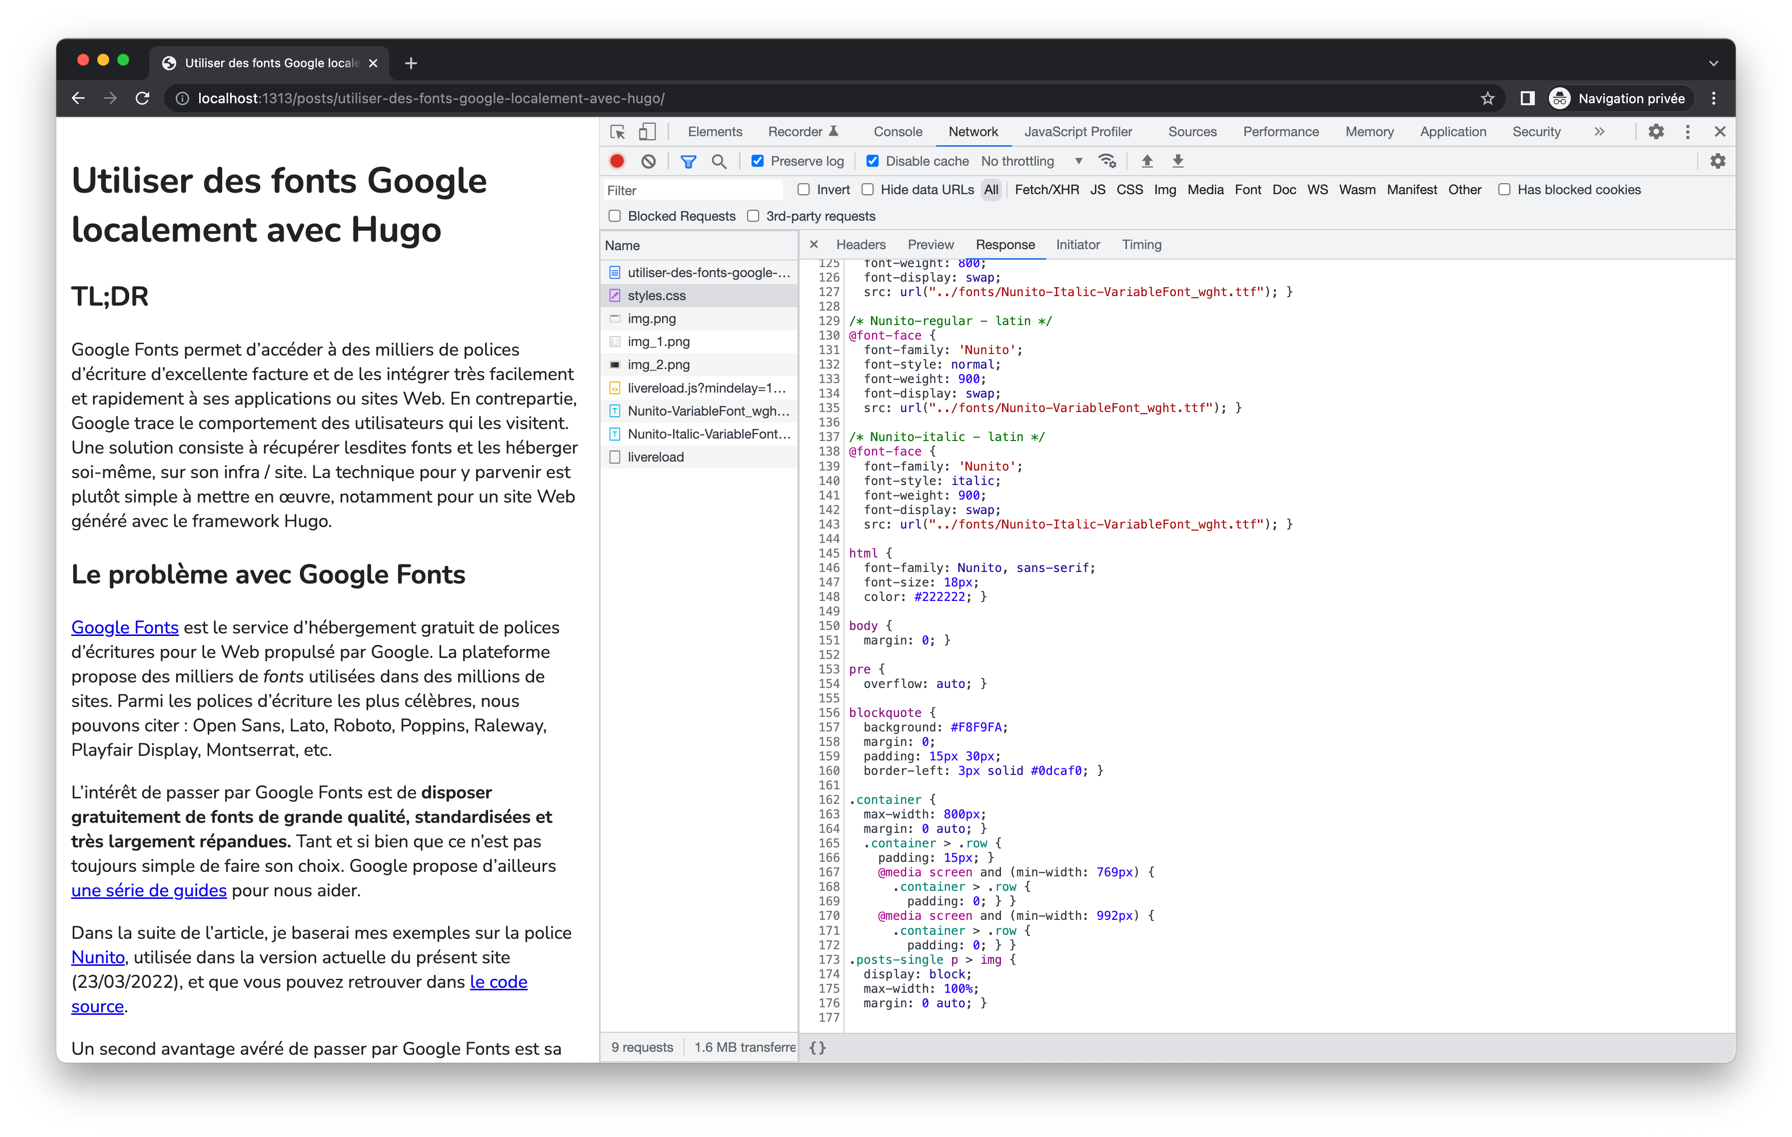 Utiliser des fonts Google locale
localhost:1313/posts/utiliser-des-fonts-google-localement-avec-hugo/
Navigation privée
Utiliser des fonts Google
localement avec Hugo
TL;DR
Google Fonts permet d’accéder à des milliers de polices
d’écriture d’excellente facture et de les intégrer très facilement
et rapidement à ses applications ou sites Web. En contrepartie,
Google trace le comportement des utilisateurs qui les visitent.
Une solution consiste à récupérer lesdites fonts et les héberger
soi-même, sur son infra / site. La technique pour y parvenir est
plutôt simple à mettre en œuvre, notamment pour un site Web
généré avec le framework Hugo.
Le problème avec Google Fonts
Google Fonts est le service d’hébergement gratuit de polices
d’écritures pour le Web propulsé par Google. La plateforme
propose des milliers de fonts utilisées dans des millions de
sites. Parmi les polices d’écriture les plus célèbres, nous
pouvons citer : Open Sans, Lato, Roboto, Poppins, Raleway,
Playfair Display, Montserrat, etc.
L’intérêt de passer par Google Fonts est de disposer
gratuitement de fonts de grande qualité, standardisées et
très largement répandues. Tant et si bien que ce n’est pas
toujours simple de faire son choix. Google propose d’ailleurs
une série de guides pour nous aider.
Dans la suite de l’article, je baserai mes exemples sur la police
Nunito, utilisée dans la version actuelle du présent site
(23/03/2022), et que vous pouvez retrouver dans le code
source.
Un second avantage avéré de passer par Google Fonts est sa
Elements Recorder Console Network JavaScript Profiler Sources Performance Memory Application Security
Preserve log Disable cache No throttling
Filter Invert Hide data URLs All Fetch/XHR JS CSS Img Media Font Doc WS Wasm Manifest Other Has blocked cookies
Blocked Requests 3rd-party requests
Name
utiliser-des-fonts-google-...
styles.css
img.png
img_1.png
img_2.png
livereload.js?mindelay=1...
Nunito-VariableFont_wgh...
Nunito-Italic-VariableFont...
livereload
9 requests 1.6 MB transferre
Headers Preview Response Initiator Timing
125 font-weight: 800;
126 font-display: swap;
127 src: url("../fonts/Nunito-Italic-VariableFont_wght.ttf"); }
128
129 /* Nunito-regular - latin */
130 @font-face {
131 font-family: 'Nunito';
132 font-style: normal;
133 font-weight: 900;
134 font-display: swap;
135 src: url("../fonts/Nunito-VariableFont_wght.ttf"); }
136
137 /* Nunito-italic - latin */
138 @font-face {
139 font-family: 'Nunito';
140 font-style: italic;
141 font-weight: 900;
142 font-display: swap;
143 src: url("../fonts/Nunito-Italic-VariableFont_wght.ttf"); }
144
145 html {
146 font-family: Nunito, sans-serif;
147 font-size: 18px;
148 color: #222222; }
149
150 body {
151 margin: 0; }
152
153 pre {
154 overflow: auto; }
155
156 blockquote {
157 background: #F8F9FA;
158 margin: 0;
159 padding: 15px 30px;
160 border-left: 3px solid #0dcaf0; }
161
162 .container {
163 max-width: 800px;
164 margin: 0 auto; }
165 .container > .row {
166 padding: 15px; }
167 @media screen and (min-width: 769px) {
168 .container > .row {
169 padding: 0; } }
170 @media screen and (min-width: 992px) {
171 .container > .row {
172 padding: 0; } }
173 .posts-single p > img {
174 display: block;
175 max-width: 100%;
176 margin: 0 auto; }
177
{}